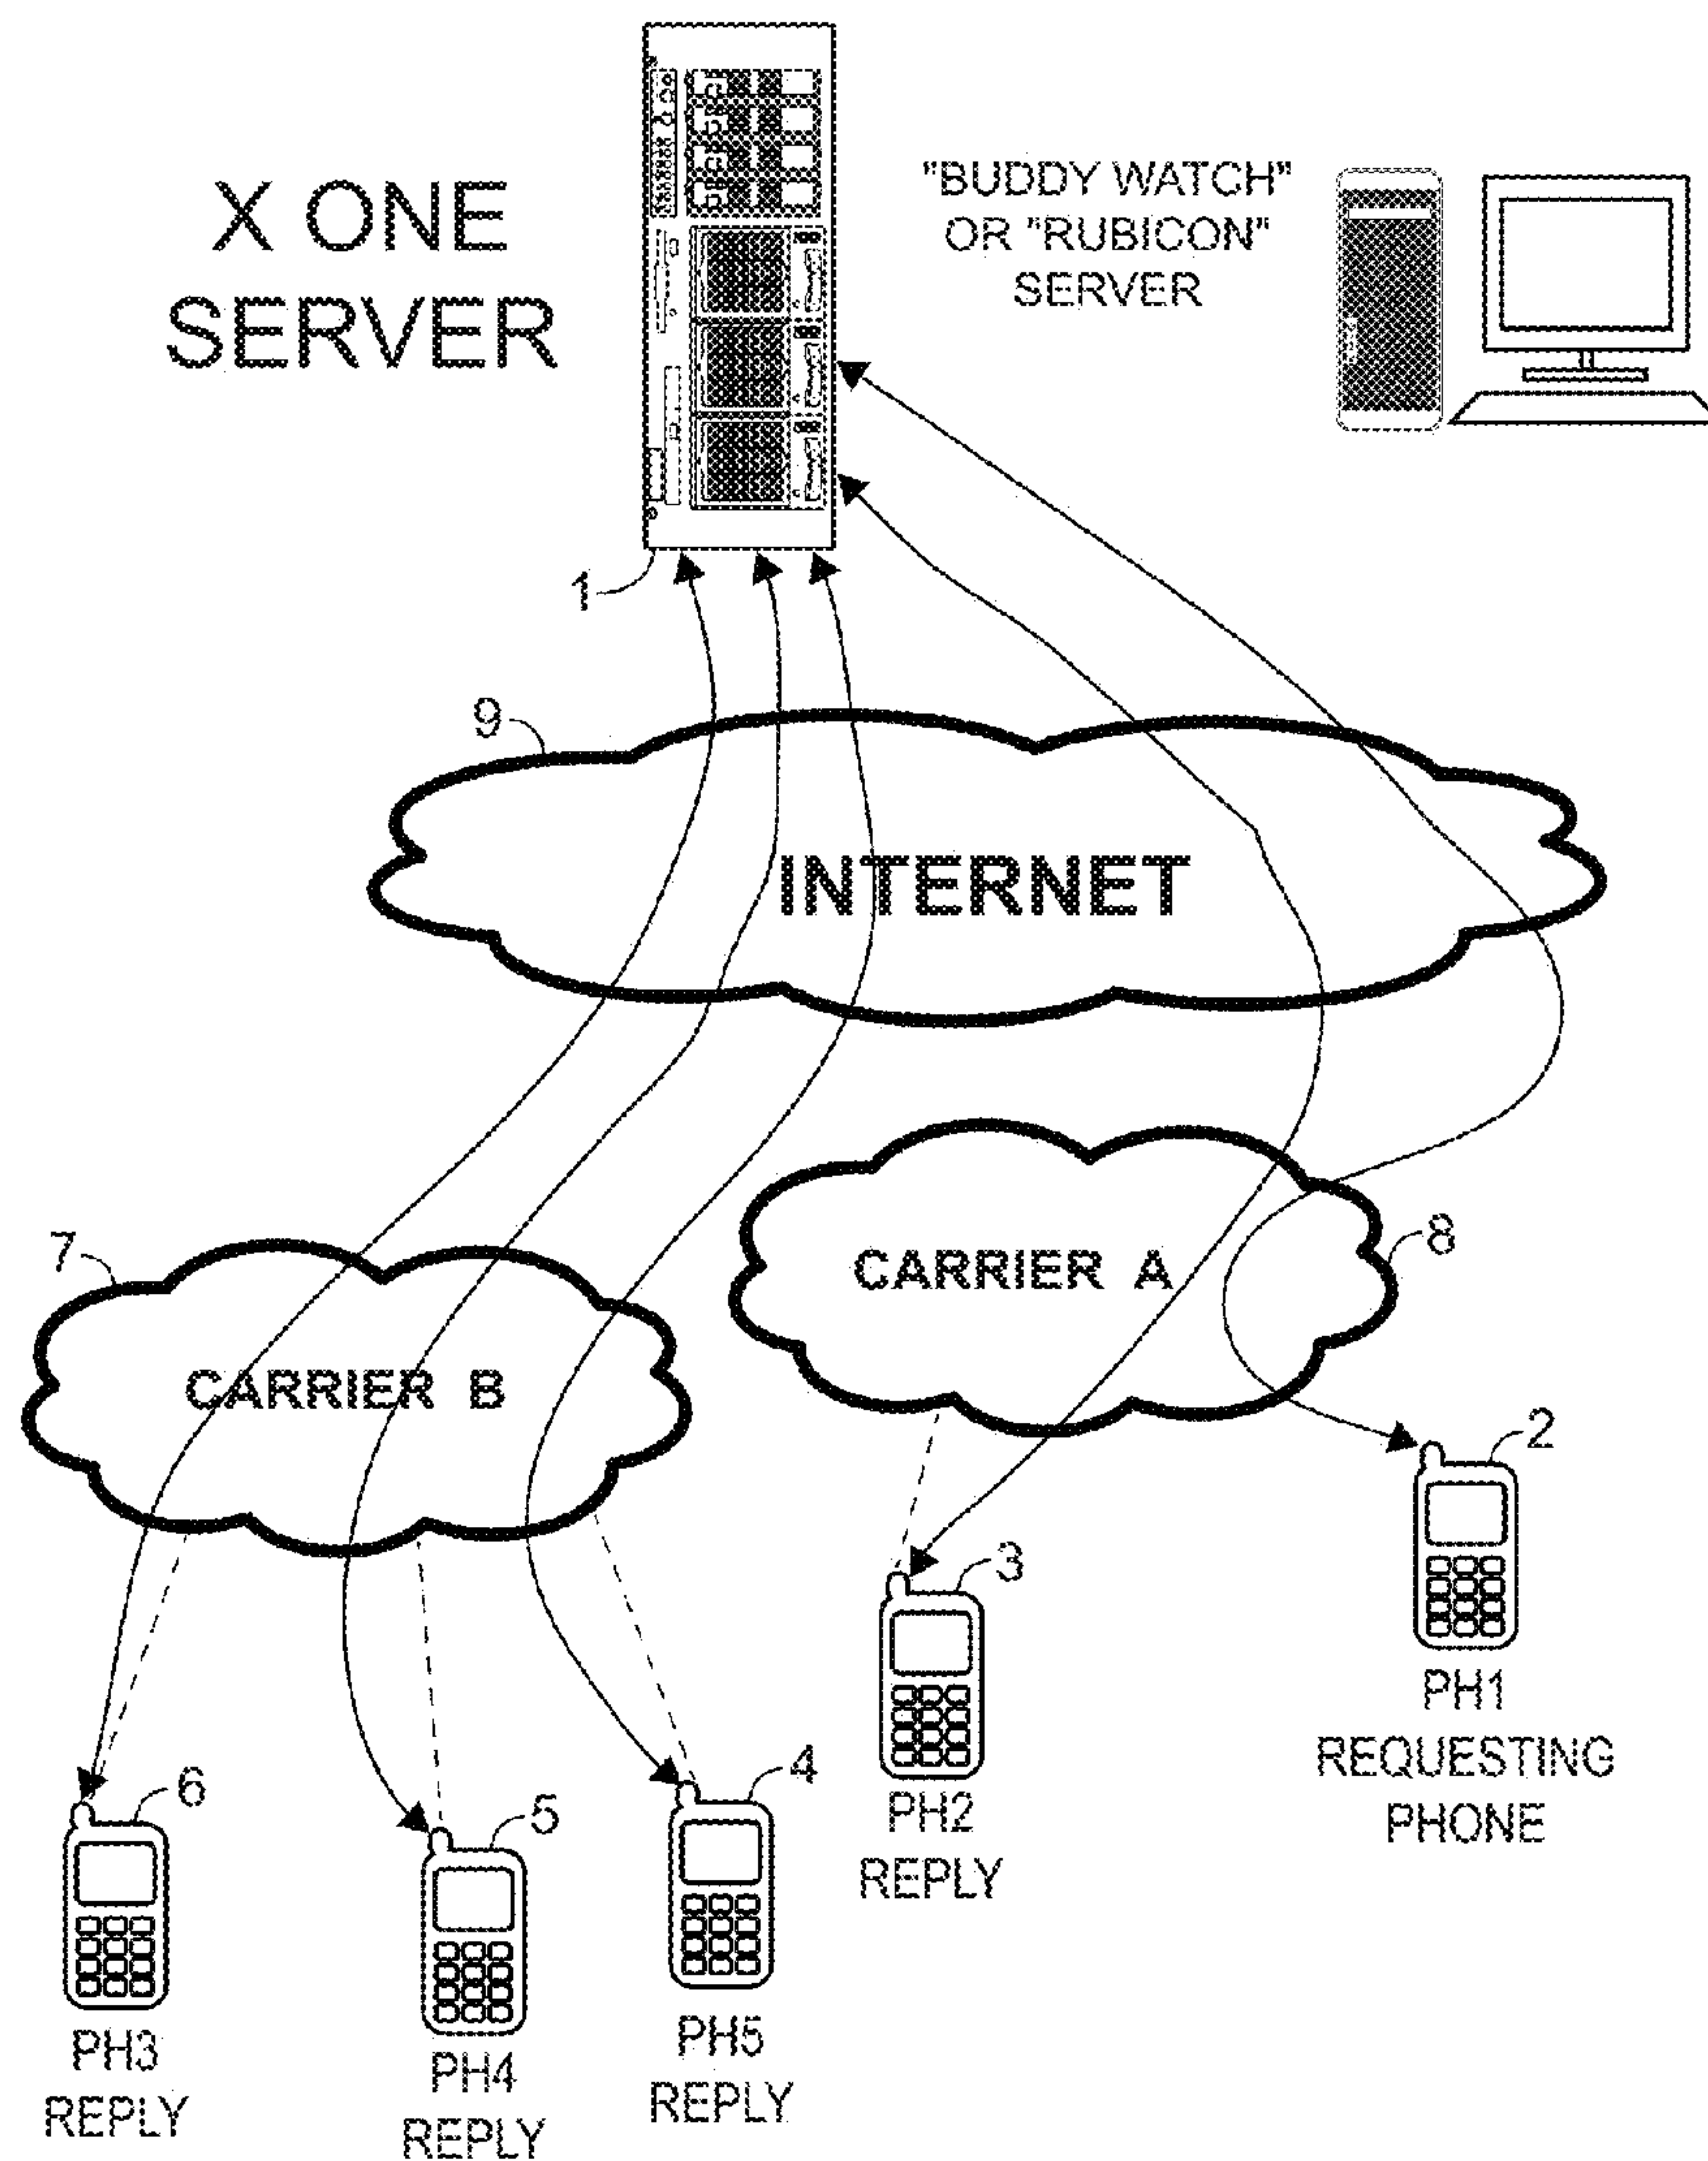 X ONE
SERVER
"BUDDY WATCH"
OR "RUBICON"
SERVER
1
9
INTERNET
7
CARRIER B
CARRIER A
8
2
PH1
REQUESTING
PHONE
3
PH2
REPLY
4
PH5
REPLY
5
PH4
REPLY
6
PH3
REPLY